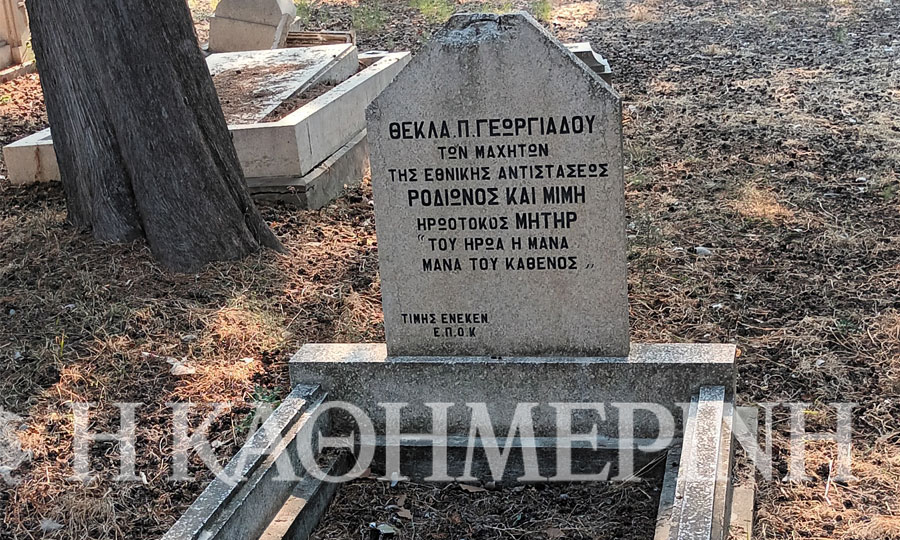 ΘΕΚΛΑ.Π.ΓΕΩΡΓΙΑΔΟΥ
ΤΩΝ ΜΑΧΗΤΩΝ
ΤΗΣ ΕΘΝΙΚΗΣ ΑΝΤΙΣΤΑΣΕΩΣ
ΡΟΔΙΩΝΟΣ ΚΑΙ ΜΙΜΗ
ΗΡΩΟΤΟΚΟΣ ΜΗΤΗΡ
“ΤΟΥ ΗΡΩΑ Η ΜΑΝΑ
ΜΑΝΑ ΤΟΥ ΚΑΘΕΝΟΣ „
ΤΙΜΗΣ ΕΝΕΚΕΝ
Ε.Π.Ο.Κ
Η ΚΑΘΗΜΕΡΙΝΗ